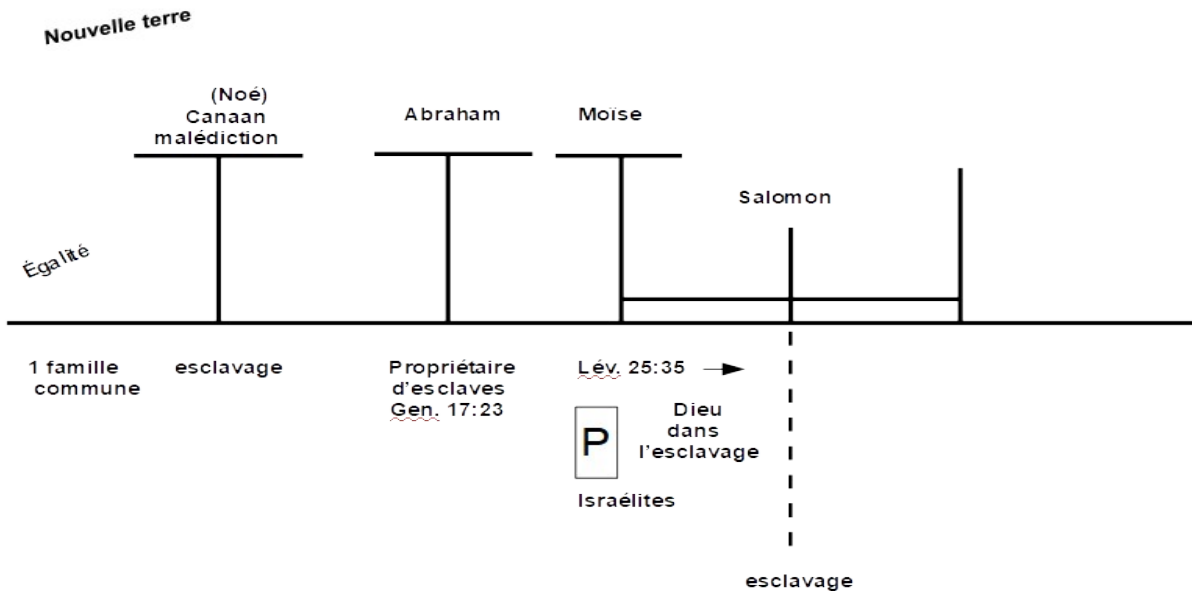 Nouvelle terre
(Noé)
Canaan
malédiction
Abraham
Moïse
Salomon
Égalité
1 famille
commune
esclavage
Propriétaire
d'esclaves
Gen. 17:23
Lév. 25:35
Dieu
dans
l'esclavage
P
Israélites
esclavage